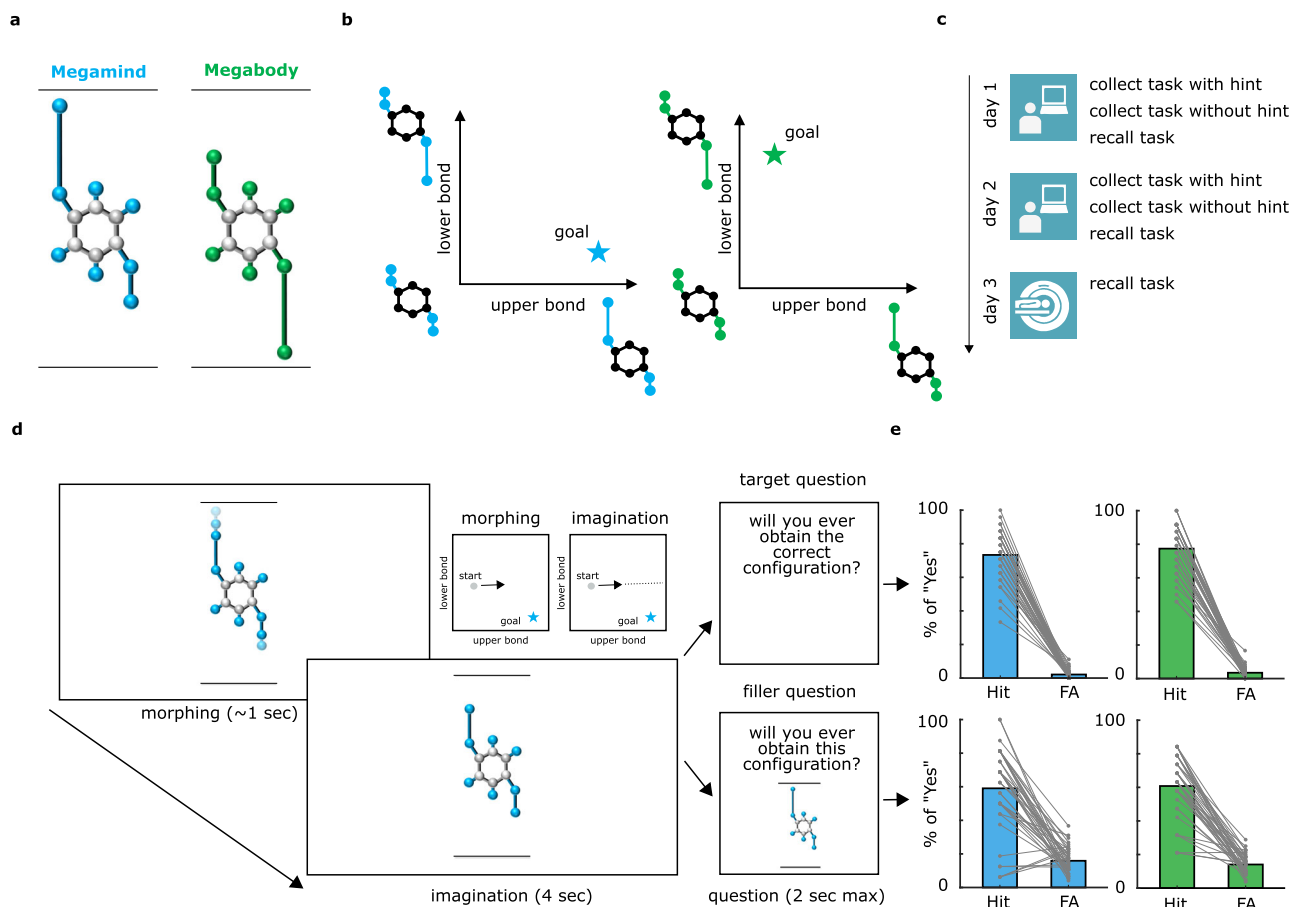 a
Megamind
Megabody
b
lower bond
goal
upper bond
lower bond
goal
upper bond
c
day 1
collect task with hint
collect task without hint
recall task
day 2
collect task with hint
collect task without hint
recall task
day 3
recall task
d
morphing (~1 sec)
morphing
lower bond
start
goal
upper bond
imagination
lower bond
start
goal
upper bond
imagination (4 sec)
target question
will you ever
obtain the
correct
configuration?
filler question
will you ever
obtain this
configuration?
question (2 sec max)
e
% of "Yes"
100
0
Hit
FA
100
0
Hit
FA
% of "Yes"
100
0
Hit
FA
100
0
Hit
FA